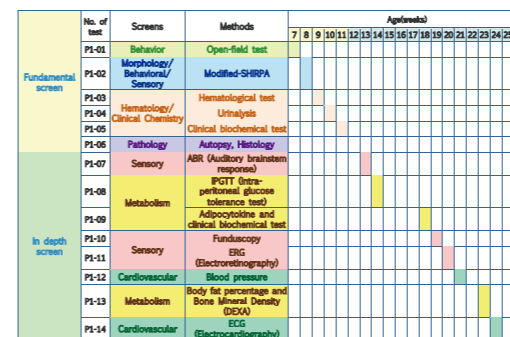 No. of test Screens Methods Age(weeks)
7 8 9 10 11 12 13 14 15 16 17 18 19 20 21 22 23 24 25
Fundamental screen
P1-01 Behavior Open-field test
P1-02 Morphology/ Behavioral/ Sensory Modified-SHIRPA
P1-03 Hematology/ Clinical Chemistry Hematological test
P1-04 Urinalysis
P1-05 Clinical biochemical test
P1-06 Pathology Autopsy, Histology
In depth screen
P1-07 Sensory ABR (Auditory brainstem response)
P1-08 Metabolism IPGTT (Intra-peritoneal glucose tolerance test)
P1-09 Adipocytokine and clinical biochemical test
P1-10 Sensory Funduscopy
P1-11 ERG (Electroretinography)
P1-12 Cardiovascular Blood pressure
P1-13 Metabolism Body fat percentage and Bone Mineral Density (DEXA)
P1-14 Cardiovascular ECG (Electrocardiography)